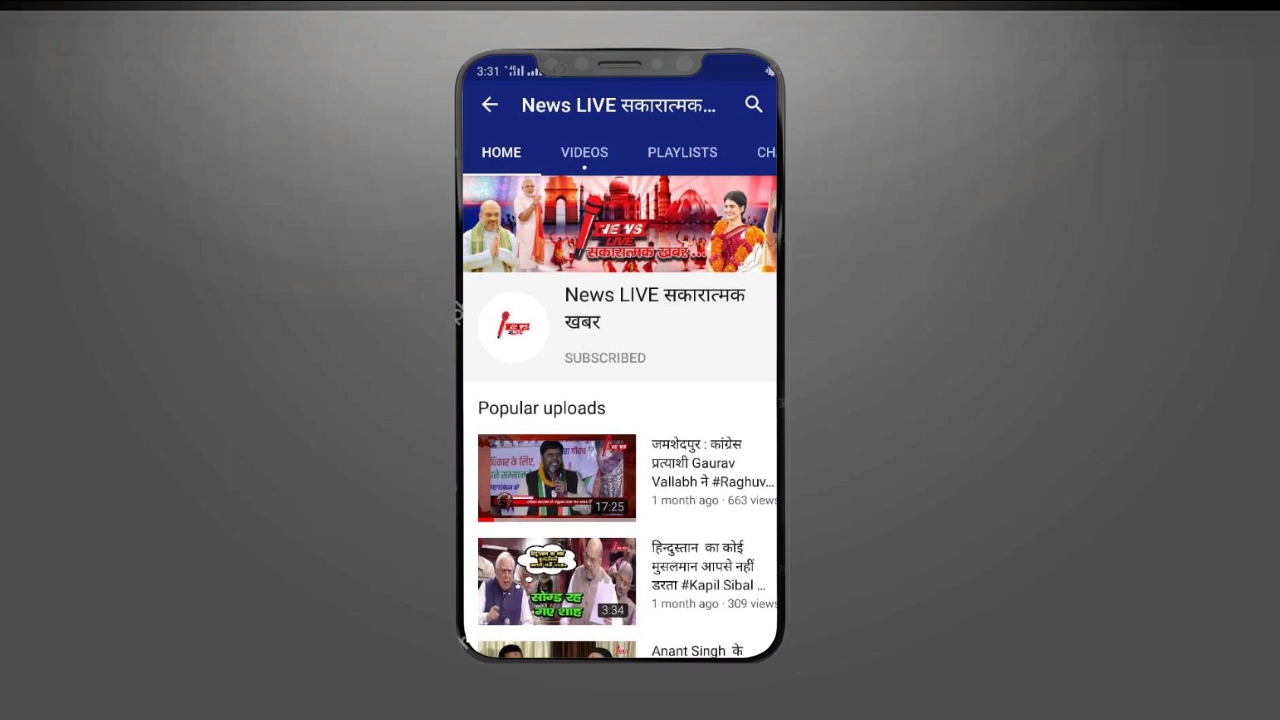 3:31
News LIVE सकारात्मक...
HOME VIDEOS PLAYLISTS CH
NEWS
LIVE
सकारात्मक खबर ...
News LIVE सकारात्मक
खबर
SUBSCRIBED
Popular uploads
17:25
जमशेदपुर : कांग्रेस
प्रत्याशी Gaurav
Vallabh ने #Raghuv...
1 month ago · 663 views
सोचते रह
गए शाह
3:34
हिन्दुस्तान का कोई
मुसलमान आपसे नहीं
डरता #Kapil Sibal ...
1 month ago · 309 views
Anant Singh के